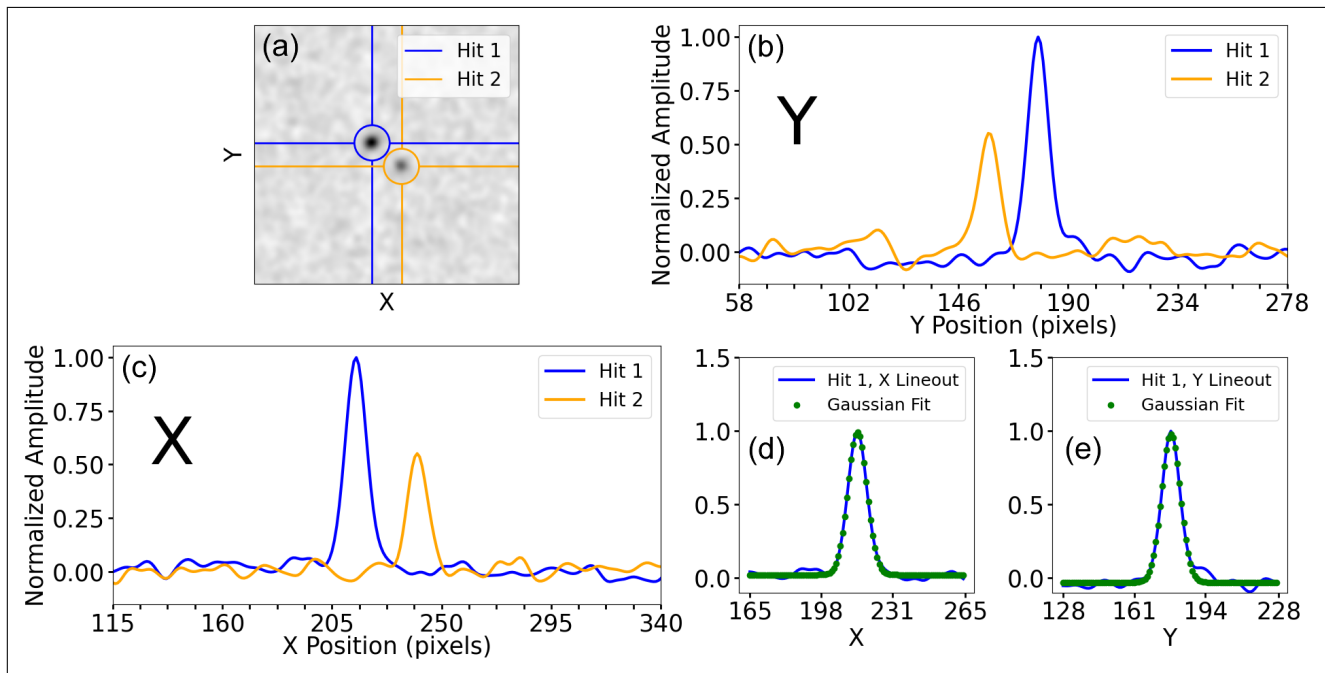 (a)
Hit 1
Hit 2
Y
X
(b)
Y
Hit 1
Hit 2
Normalized Amplitude
1.00
0.75
0.50
0.25
0.00
58 102 146 190 234 278
Y Position (pixels)
(c)
X
Hit 1
Hit 2
Normalized Amplitude
1.00
0.75
0.50
0.25
0.00
115 160 205 250 295 340
X Position (pixels)
(d)
Hit 1, X Lineout
Gaussian Fit
1.5
1.0
0.5
0.0
165 198 231 265
X
(e)
Hit 1, Y Lineout
Gaussian Fit
1.5
1.0
0.5
0.0
128 161 194 228
Y